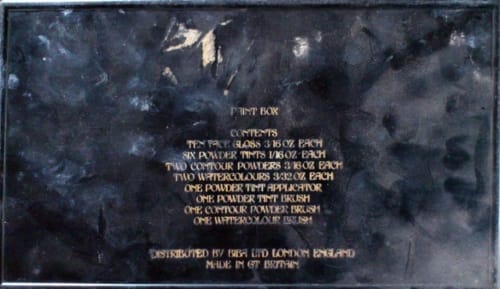 PAINT BOX
CONTENTS
TEN FACE GLOSS 3/16 OZ EACH
SIX POWDER TINTS 1/16 OZ EACH
TWO CONTOUR POWDERS 3/16 OZ EACH
TWO WATERCOLOURS 3/32 OZ EACH
ONE POWDER TINT APPLICATOR
ONE POWDER TINT BRUSH
ONE CONTOUR POWDER BRUSH
ONE WATERCOLOUR BRUSH
DISTRIBUTED BY BIBA LTD LONDON ENGLAND
MADE IN GT BRITAIN